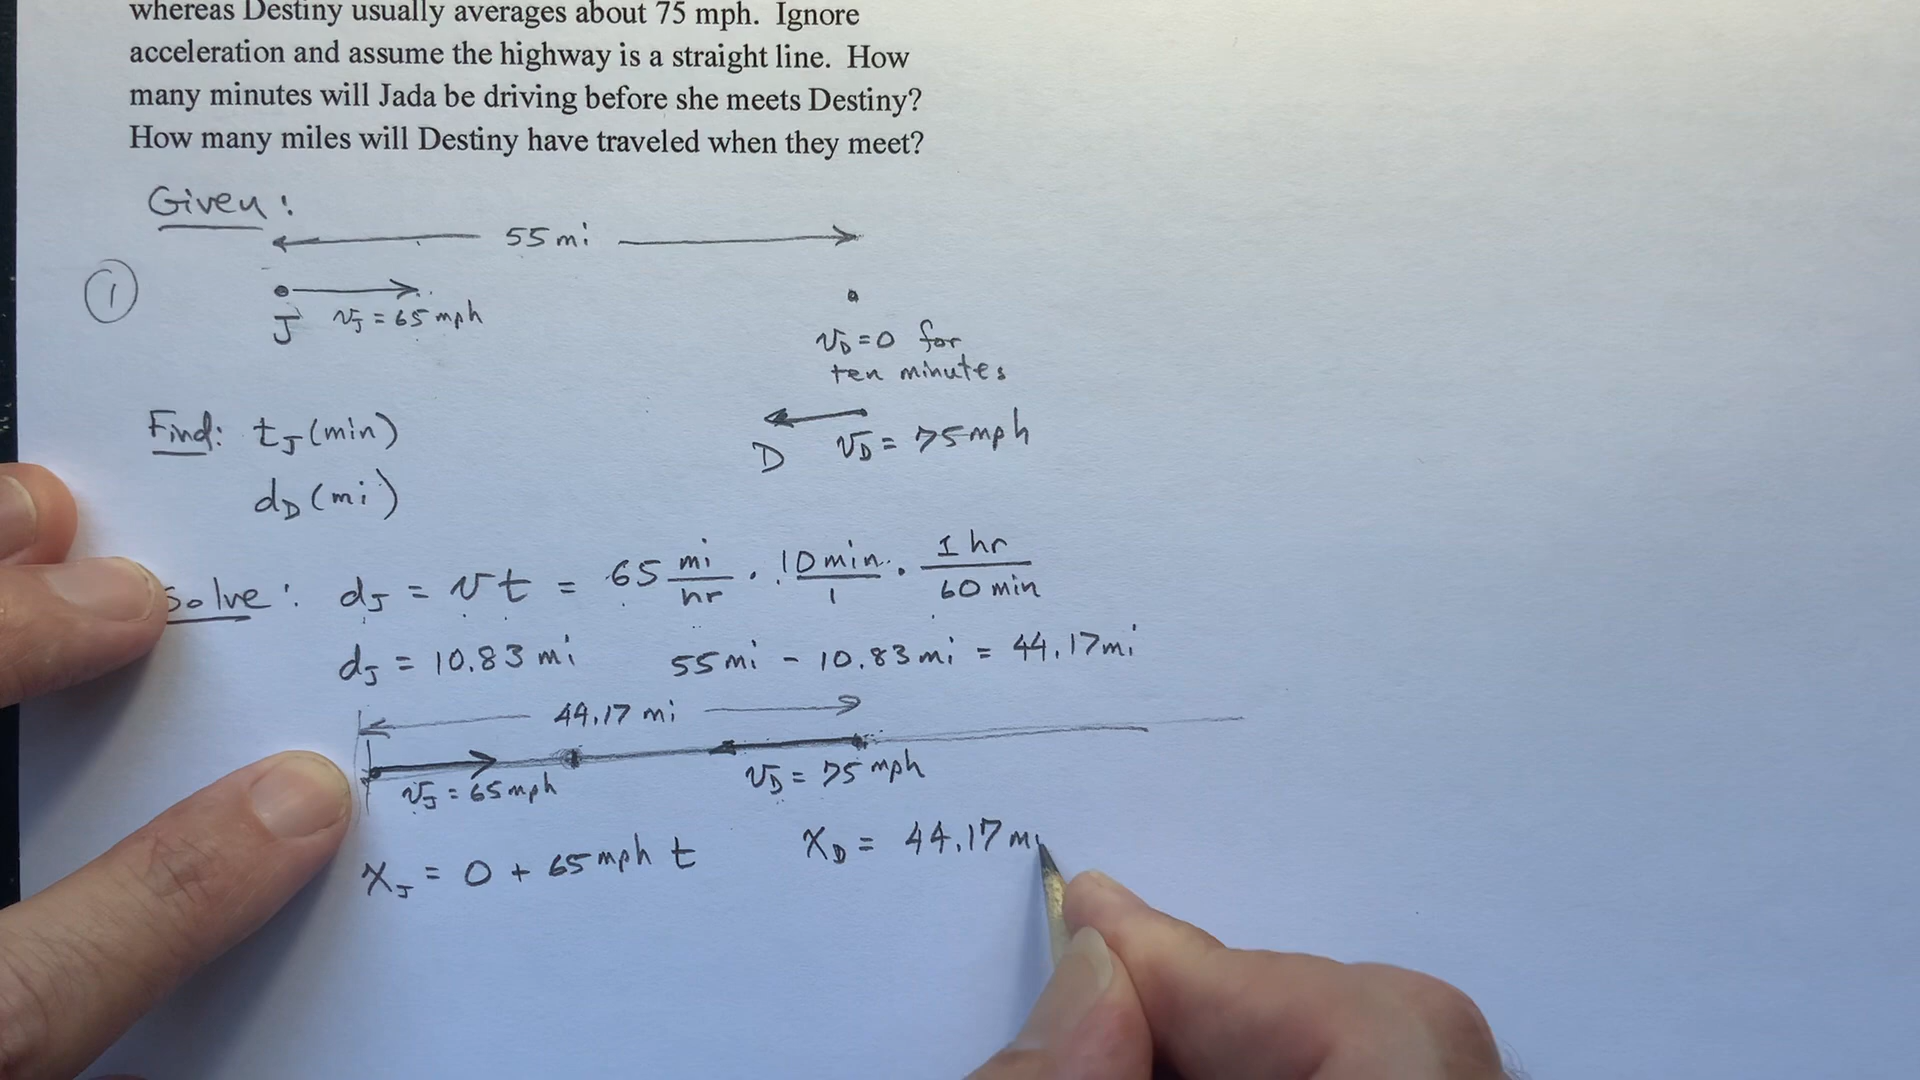 whereas Destiny usually averages about 75 mph. Ignore
acceleration and assume the highway is a straight line. How
many minutes will Jada be driving before she meets Destiny?
How many miles will Destiny have traveled when they meet?
Given:
55 mi
1
J v_J = 65 mph
v_D = 0 for
ten minutes
D v_D = 75 mph
Find: t_J (min)
d_D (mi)
Solve: d_J = v t = 65 mi/hr · 10 min/1 · 1 hr/60 min
d_J = 10.83 mi 55 mi - 10.83 mi = 44.17 mi
44.17 mi
v_J = 65 mph v_D = 75 mph
x_J = 0 + 65 mph t x_D = 44.17 mi